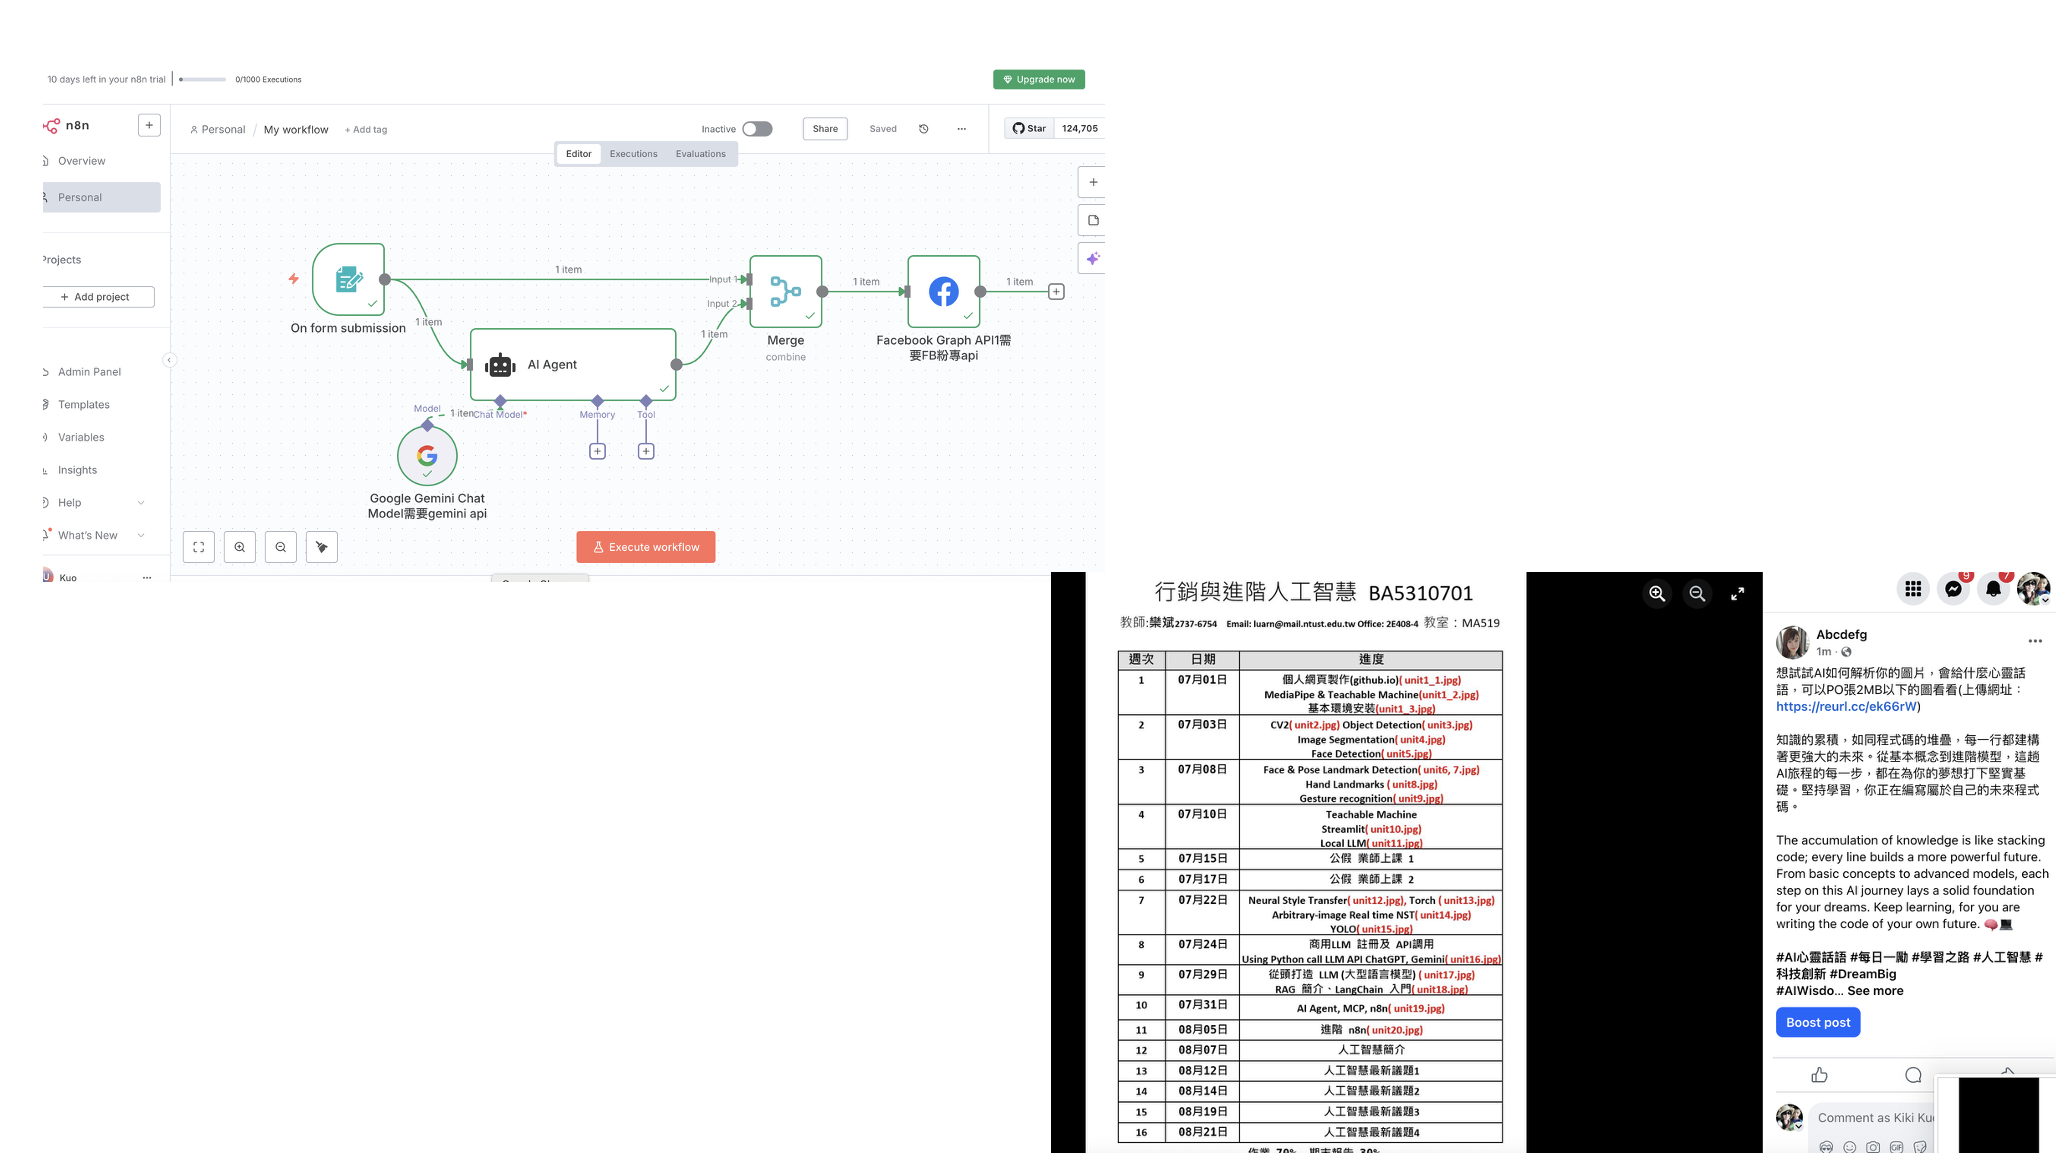 10 days left in your n8n trial
0/1000 Executions
Upgrade now
n8n
Personal / My workflow + Add tag
Inactive
Share
Saved
Star 124,705
Editor Executions Evaluations
Overview
Personal
Projects
+ Add project
Admin Panel
Templates
Variables
Insights
Help
What's New
Kuo
On form submission
1 item
1 item
Input 1
Input 2
1 item
AI Agent
Model
Chat Model*
Memory
Tool
Google Gemini Chat
Model需要gemini api
Merge
combine
1 item
Facebook Graph API1需
要FB粉專api
1 item
Execute workflow
行銷與進階人工智慧 BA5310701
教師:欒斌2737-6754 Email: luarn@mail.ntust.edu.tw Office: 2E408-4 教室：MA519
週次 日期 進度
1 07月01日 個人網頁製作(github.io)( unit1_1.jpg)
MediaPipe & Teachable Machine(unit1_2.jpg)
基本環境安裝(unit1_3.jpg)
2 07月03日 CV2( unit2.jpg) Object Detection( unit3.jpg)
Image Segmentation( unit4.jpg)
Face Detection( unit5.jpg)
3 07月08日 Face & Pose Landmark Detection( unit6, 7.jpg)
Hand Landmarks ( unit8.jpg)
Gesture recognition( unit9.jpg)
4 07月10日 Teachable Machine
Streamlit( unit10.jpg)
Local LLM( unit11.jpg)
5 07月15日 公假 業師上課 1
6 07月17日 公假 業師上課 2
7 07月22日 Neural Style Transfer( unit12.jpg), Torch ( unit13.jpg)
Arbitrary-image Real time NST( unit14.jpg)
YOLO( unit15.jpg)
8 07月24日 商用LLM 註冊及 API調用
Using Python call LLM API ChatGPT, Gemini( unit16.jpg)
9 07月29日 從頭打造 LLM (大型語言模型) ( unit17.jpg)
RAG 簡介、LangChain 入門( unit18.jpg)
10 07月31日 AI Agent, MCP, n8n( unit19.jpg)
11 08月05日 進階 n8n( unit20.jpg)
12 08月07日 人工智慧簡介
13 08月12日 人工智慧最新議題1
14 08月14日 人工智慧最新議題2
15 08月19日 人工智慧最新議題3
16 08月21日 人工智慧最新議題4
9
7
Abcdefg
1m ·
想試試AI如何解析你的圖片，會給什麼心靈話
語，可以PO張2MB以下的圖看看(上傳網址：
https://reurl.cc/ek66rW)
知識的累積，如同程式碼的堆疊，每一行都建構
著更強大的未來。從基本概念到進階模型，這趟
AI旅程的每一步，都在為你的夢想打下堅實基
礎。堅持學習，你正在編寫屬於自己的未來程式
碼。
The accumulation of knowledge is like stacking
code; every line builds a more powerful future.
From basic concepts to advanced models, each
step on this AI journey lays a solid foundation
for your dreams. Keep learning, for you are
writing the code of your own future. 🧠💻
#AI心靈話語 #每日一勵 #學習之路 #人工智慧 #
科技創新 #DreamBig
#AIWisdo... See more
Boost post
Comment as Kiki
GIF